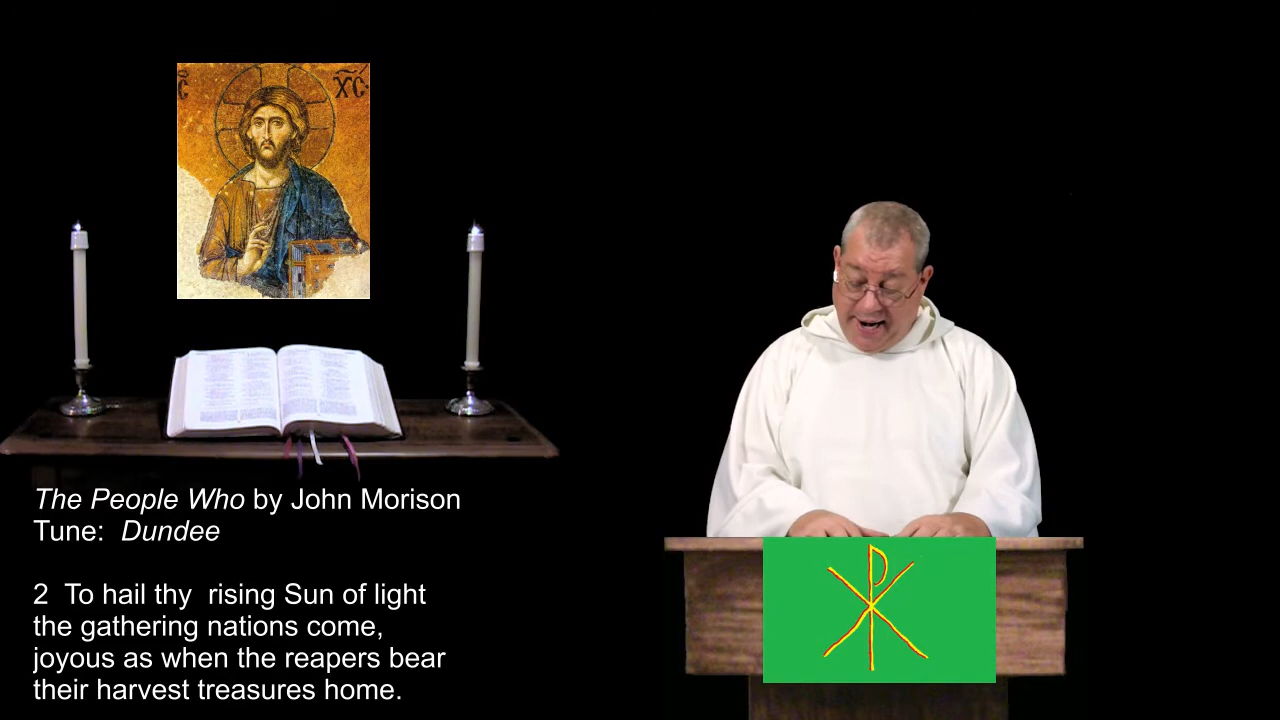 C XC
The People Who by John Morison
Tune: Dundee
2 To hail thy rising Sun of light
the gathering nations come,
joyous as when the reapers bear
their harvest treasures home.